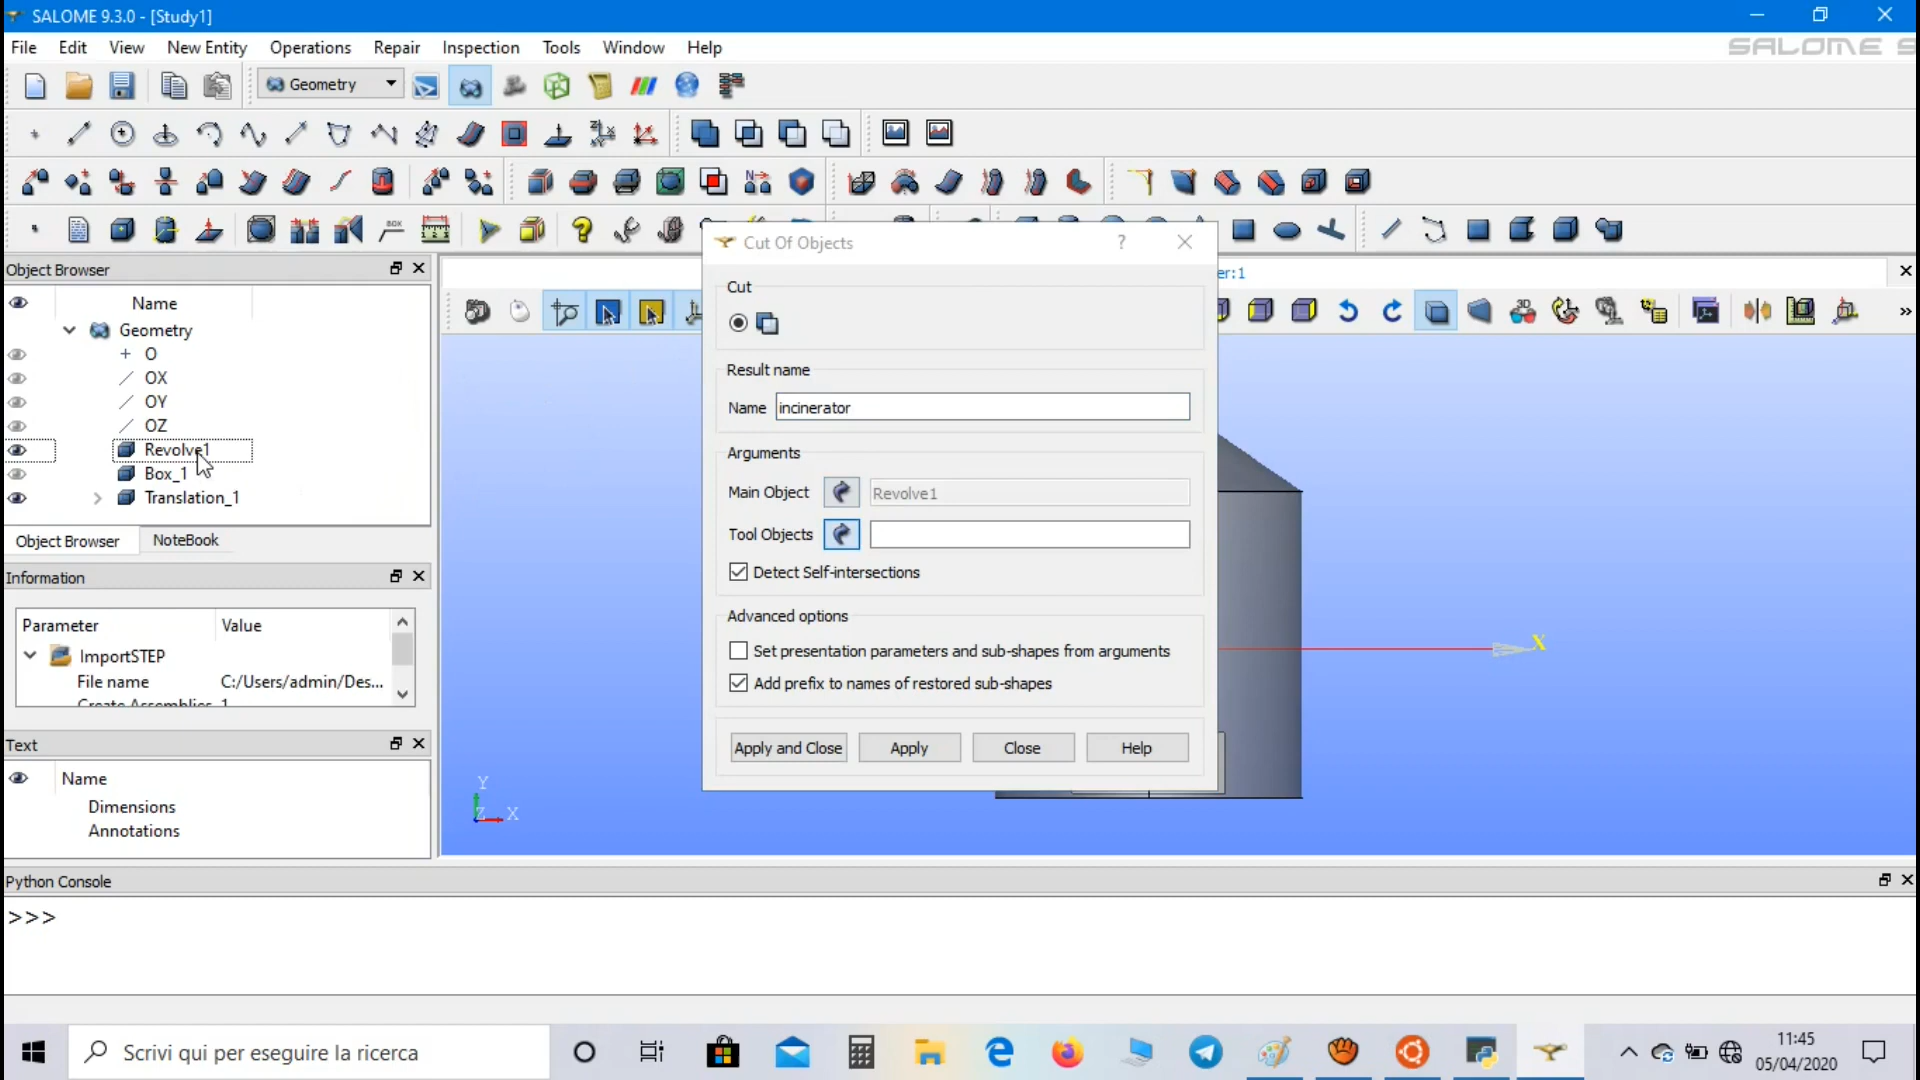 SALOME 9.3.0 - [Study1]
File Edit View New Entity Operations Repair Inspection Tools Window Help
SALOME S
Geometry
Object Browser
er:1
Cut Of Objects ?
Name
Geometry
O
OX
OY
OZ
Revolve1
Box_1
Translation_1
Object Browser NoteBook
Information
Parameter Value
ImportSTEP
File name C:/Users/admin/Des...
Create Assemblies 1
Text
Name
Dimensions
Annotations
Cut
Result name
Name incinerator
Arguments
Main Object Revolve1
Tool Objects
Detect Self-intersections
Advanced options
Set presentation parameters and sub-shapes from arguments
Add prefix to names of restored sub-shapes
Apply and Close Apply Close Help
X
Y
Z X
Python Console
>>>
Scrivi qui per eseguire la ricerca
11:45
05/04/2020